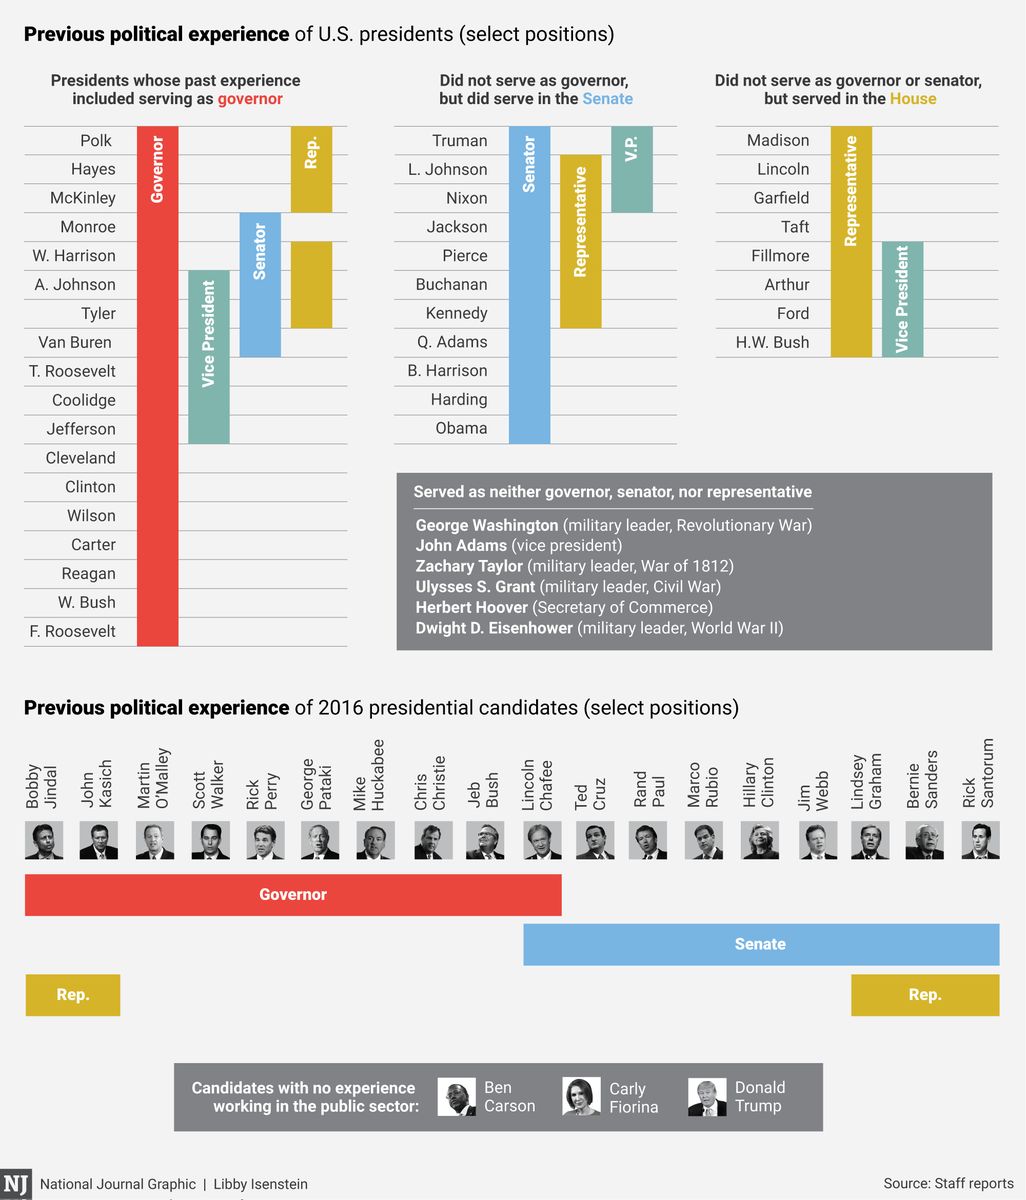 Previous political experience of U.S. presidents (select positions)
Presidents whose past experience
included serving as governor
Polk
Hayes
McKinley
Monroe
W. Harrison
A. Johnson
Tyler
Van Buren
T. Roosevelt
Coolidge
Jefferson
Cleveland
Clinton
Wilson
Carter
Reagan
W. Bush
F. Roosevelt
Governor
Vice President
Senator
Rep.
Did not serve as governor,
but did serve in the Senate
Truman
L. Johnson
Nixon
Jackson
Pierce
Buchanan
Kennedy
Q. Adams
B. Harrison
Harding
Obama
Senator
Representative
V.P.
Did not serve as governor or senator,
but served in the House
Madison
Lincoln
Garfield
Taft
Fillmore
Arthur
Ford
H.W. Bush
Representative
Vice President
Served as neither governor, senator, nor representative
George Washington (military leader, Revolutionary War)
John Adams (vice president)
Zachary Taylor (military leader, War of 1812)
Ulysses S. Grant (military leader, Civil War)
Herbert Hoover (Secretary of Commerce)
Dwight D. Eisenhower (military leader, World War II)
Previous political experience of 2016 presidential candidates (select positions)
Bobby
Jindal
John
Kasich
Martin
O'Malley
Scott
Walker
Rick
Perry
George
Pataki
Mike
Huckabee
Chris
Christie
Jeb
Bush
Lincoln
Chafee
Ted
Cruz
Rand
Paul
Marco
Rubio
Hillary
Clinton
Jim
Webb
Lindsey
Graham
Bernie
Sanders
Rick
Santorum
Governor
Senate
Rep.
Rep.
Candidates with no experience
working in the public sector:
Ben
Carson
Carly
Fiorina
Donald
Trump
NJ National Journal Graphic | Libby Isenstein
Source: Staff reports